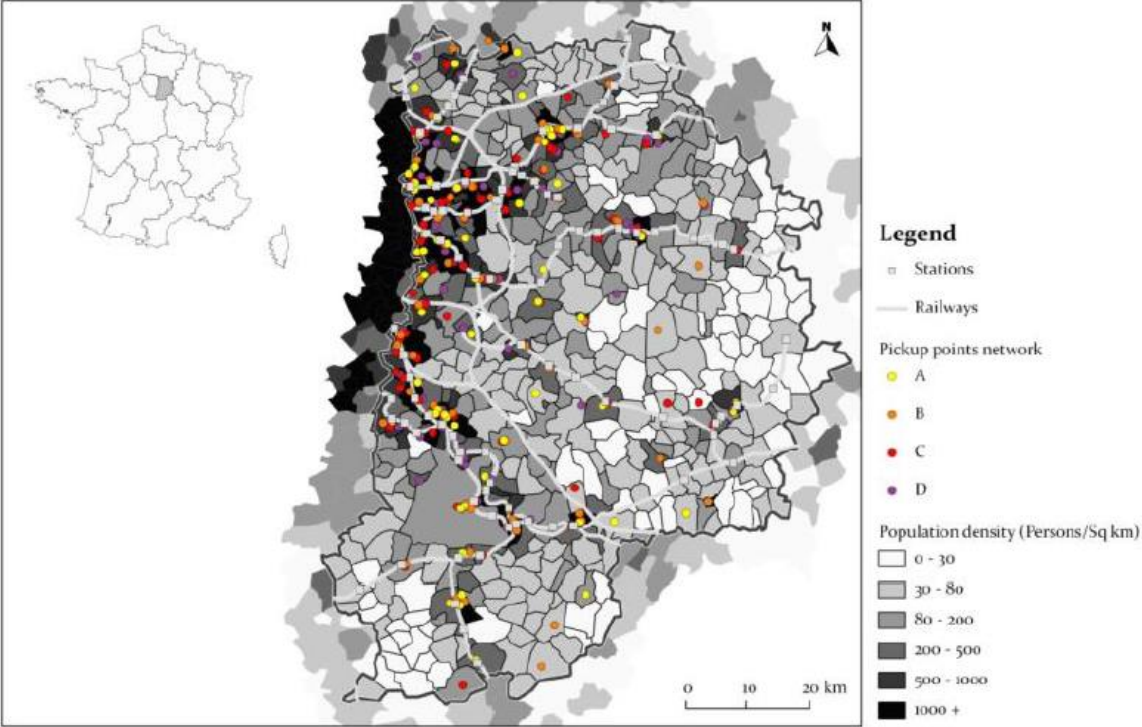 N
Legend
Stations
Railways
Pickup points network
A
B
C
D
Population density (Persons/Sq km)
0 - 30
30 - 80
80 - 200
200 - 500
500 - 1000
1000 +
0 10 20 km